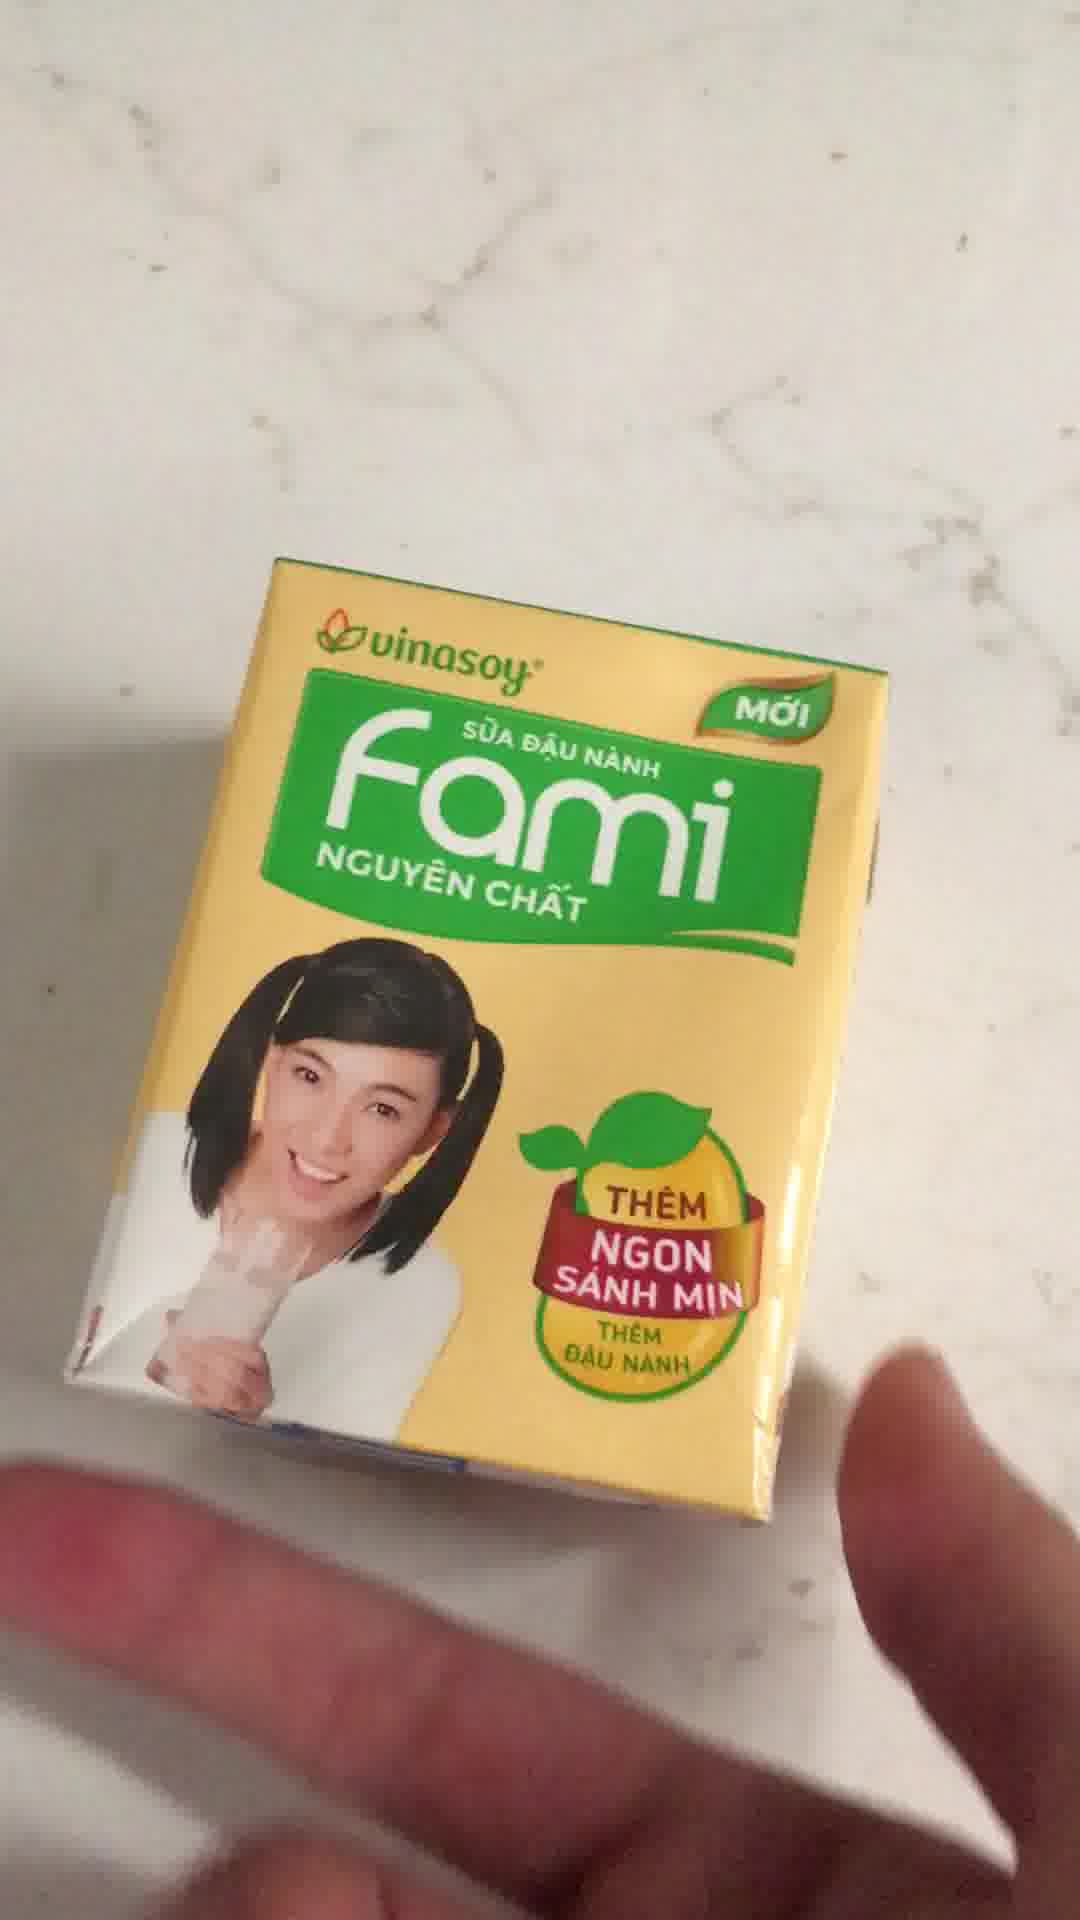 vinasoy®
MỚI
SỮA ĐẬU NÀNH
Fami
NGUYÊN CHẤT
THÊM
NGON
SÁNH MỊN
THÊM
ĐẬU NÀNH